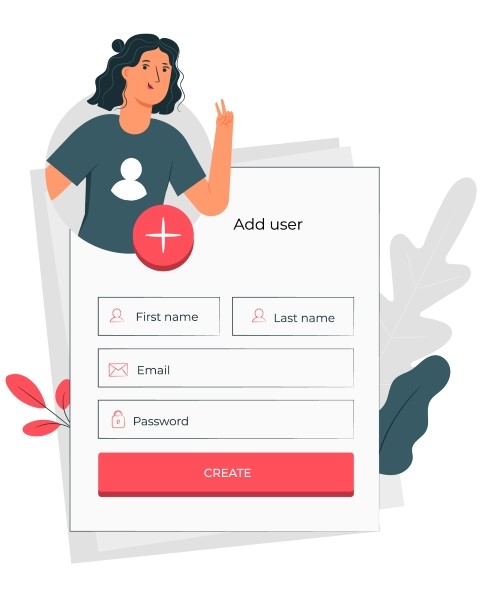 Add user
First name
Last name
Email
Password
CREATE